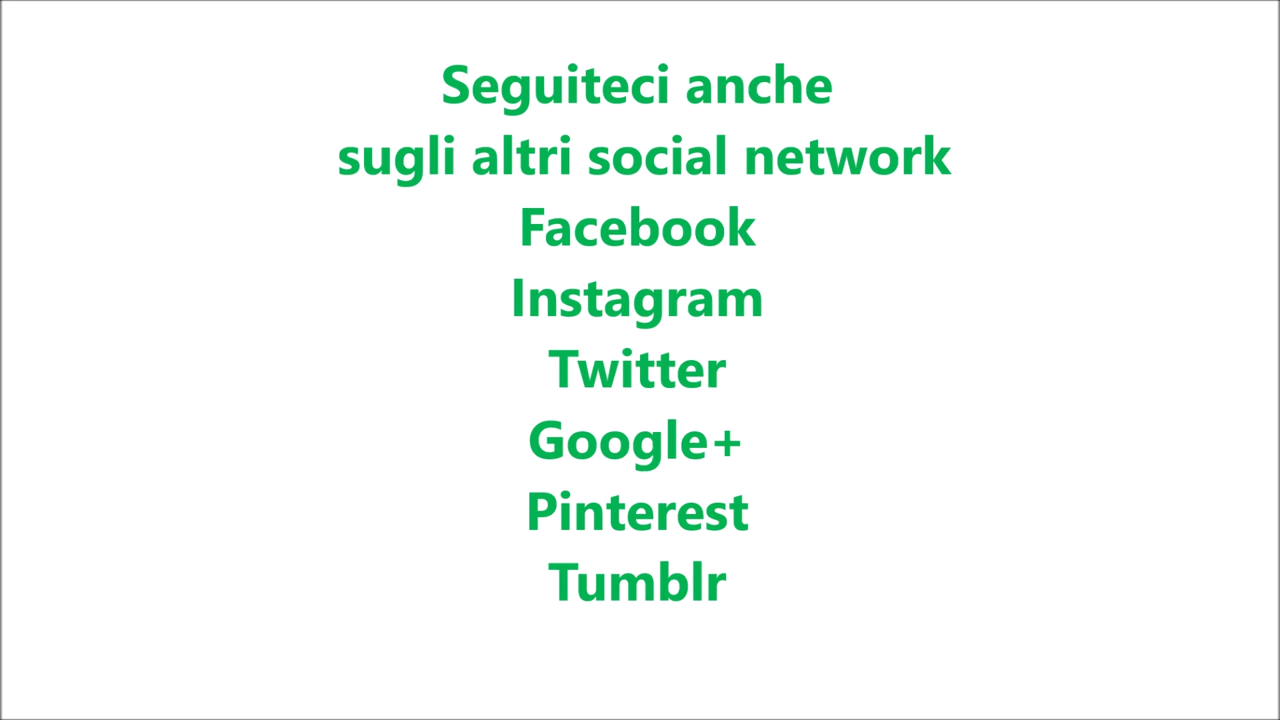 Seguiteci anche
sugli altri social network
Facebook
Instagram
Twitter
Google+
Pinterest
Tumblr